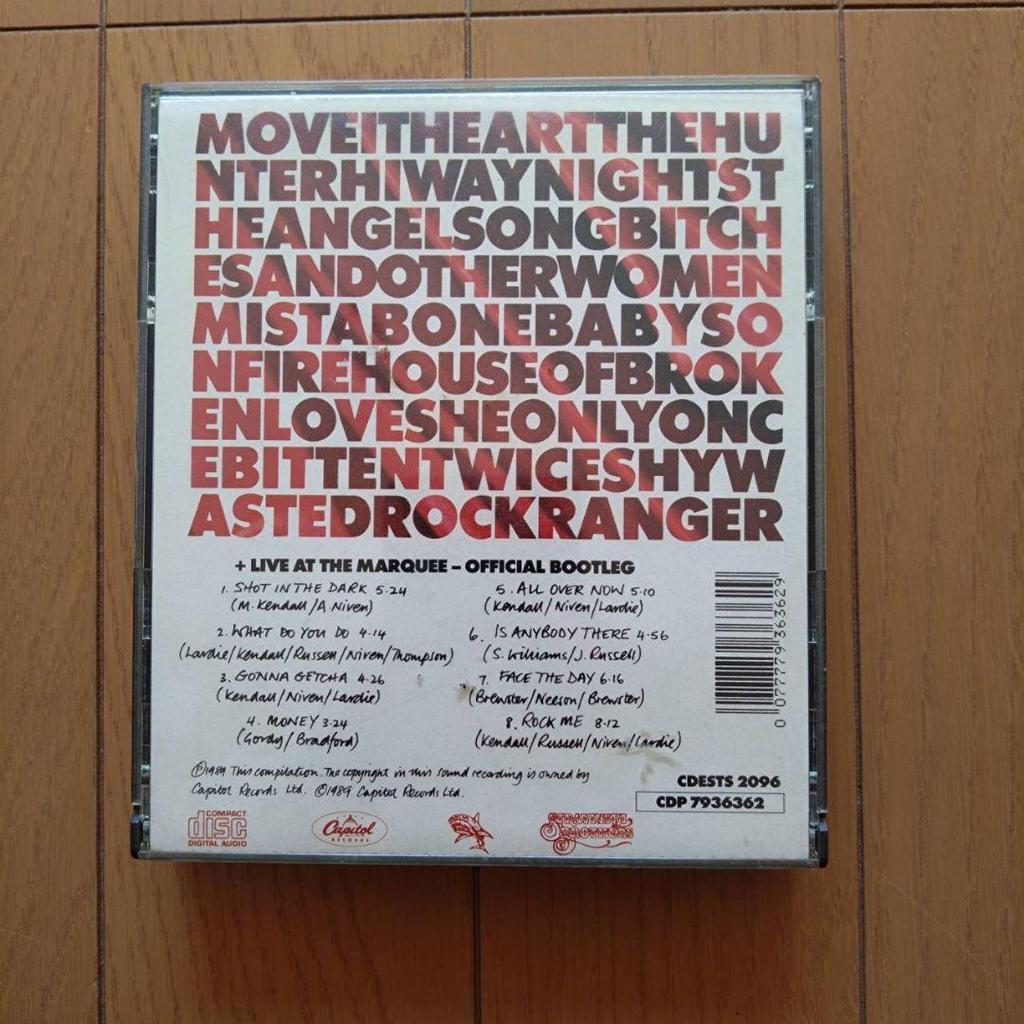 MOVEITHEARTTHEHU
NTERHIWAYNIGHTST
HEANGELSONGBITCH
ESANDOTHERWOMEN
MISTABONEBABYSO
NFIREHOUSEOFBROK
ENLOVESHEONLYONC
EBITTENTWICESHYW
ASTEDROCKRANGER
+ LIVE AT THE MARQUEE – OFFICIAL BOOTLEG
1. SHOT IN THE DARK 5·24
(M. Kendall/A. Niven)
2. WHAT DO YOU DO 4·14
(Lardie/Kendall/Russell/Niven/Thompson)
3. GONNA GETCHA 4·26
(Kendall/Niven/Lardie)
4. MONEY 3·24
(Gordy/Bradford)
5. ALL OVER NOW 5·10
(Kendall/Niven/Lardie)
6. IS ANYBODY THERE 4·56
(S. Williams/J. Russell)
7. FACE THE DAY 6·16
(Brewster/Neeson/Brewster)
8. ROCK ME 8·12
(Kendall/Russell/Niven/Lardie)
0 077779 363629
℗1989 This compilation. The copyright in this sound recording is owned by
Capitol Records Ltd. ©1989 Capitol Records Ltd.
CDESTS 2096
CDP 7936362
COMPACT
disc
DIGITAL AUDIO
Capitol
RECORDS